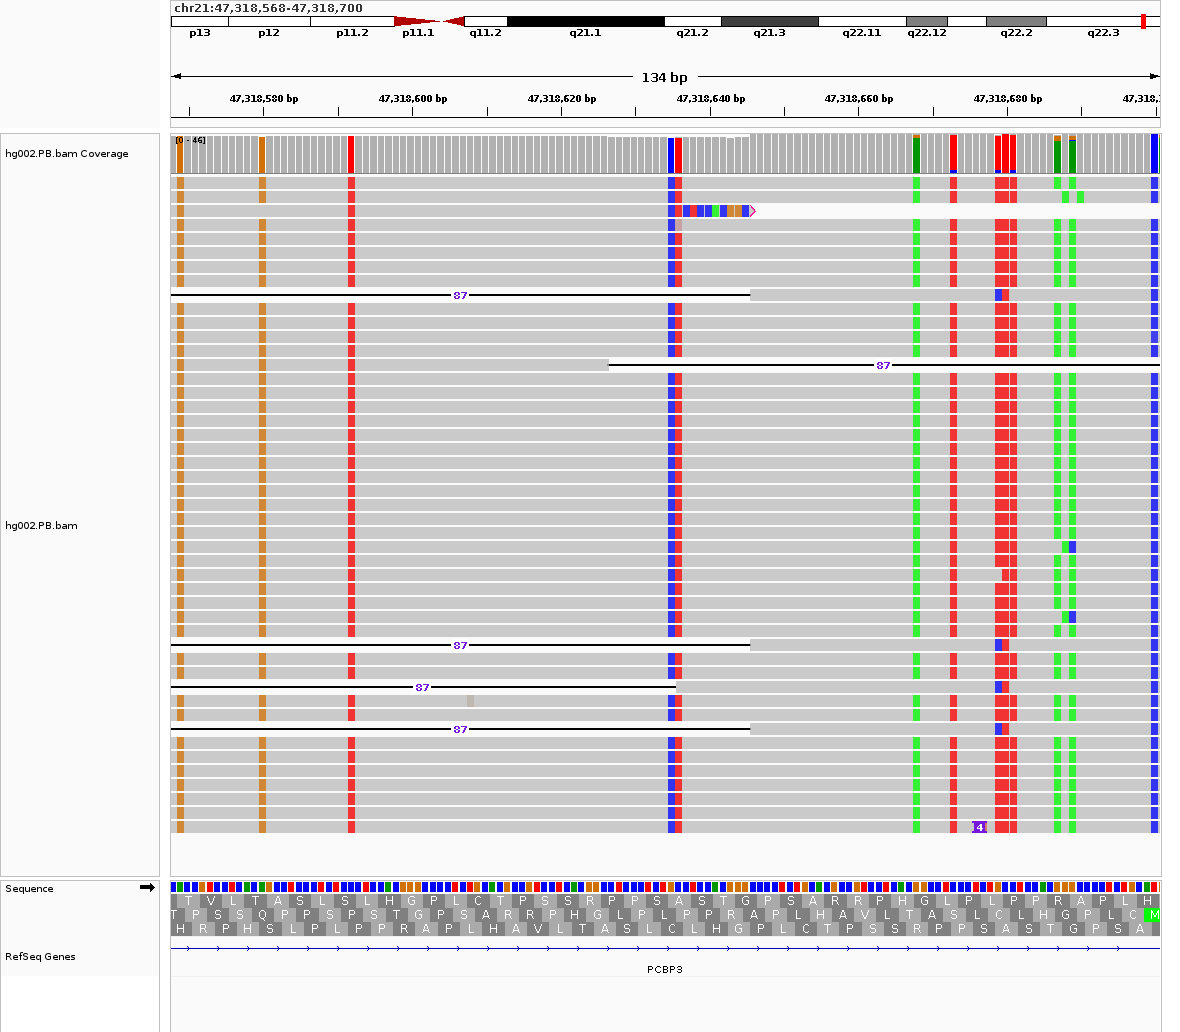 chr21:47,318,568-47,318,700
p13 p12 p11.2 p11.1 q11.2 q21.1 q21.2 q21.3 q22.11 q22.12 q22.2 q22.3
134 bp
47,318,580 bp 47,318,600 bp 47,318,620 bp 47,318,640 bp 47,318,660 bp 47,318,680 bp 47,318,
hg002.PB.bam Coverage
[0 - 46]
87
87
hg002.PB.bam
87
87
87
4
Sequence
T V L T A S L S L H G P L C T P S S R P P S A S T G P S A R R P H G L P L P P R A P L H
T P S S Q P P S P S T G P S A R R P H G L P L P P R A P L H A V L T A S L C L H G P L C M
H R P H S L P L P P R A P L H A V L T A S L C L H G P L C T P S S R P P S A S T G P S A
RefSeq Genes
PCBP3